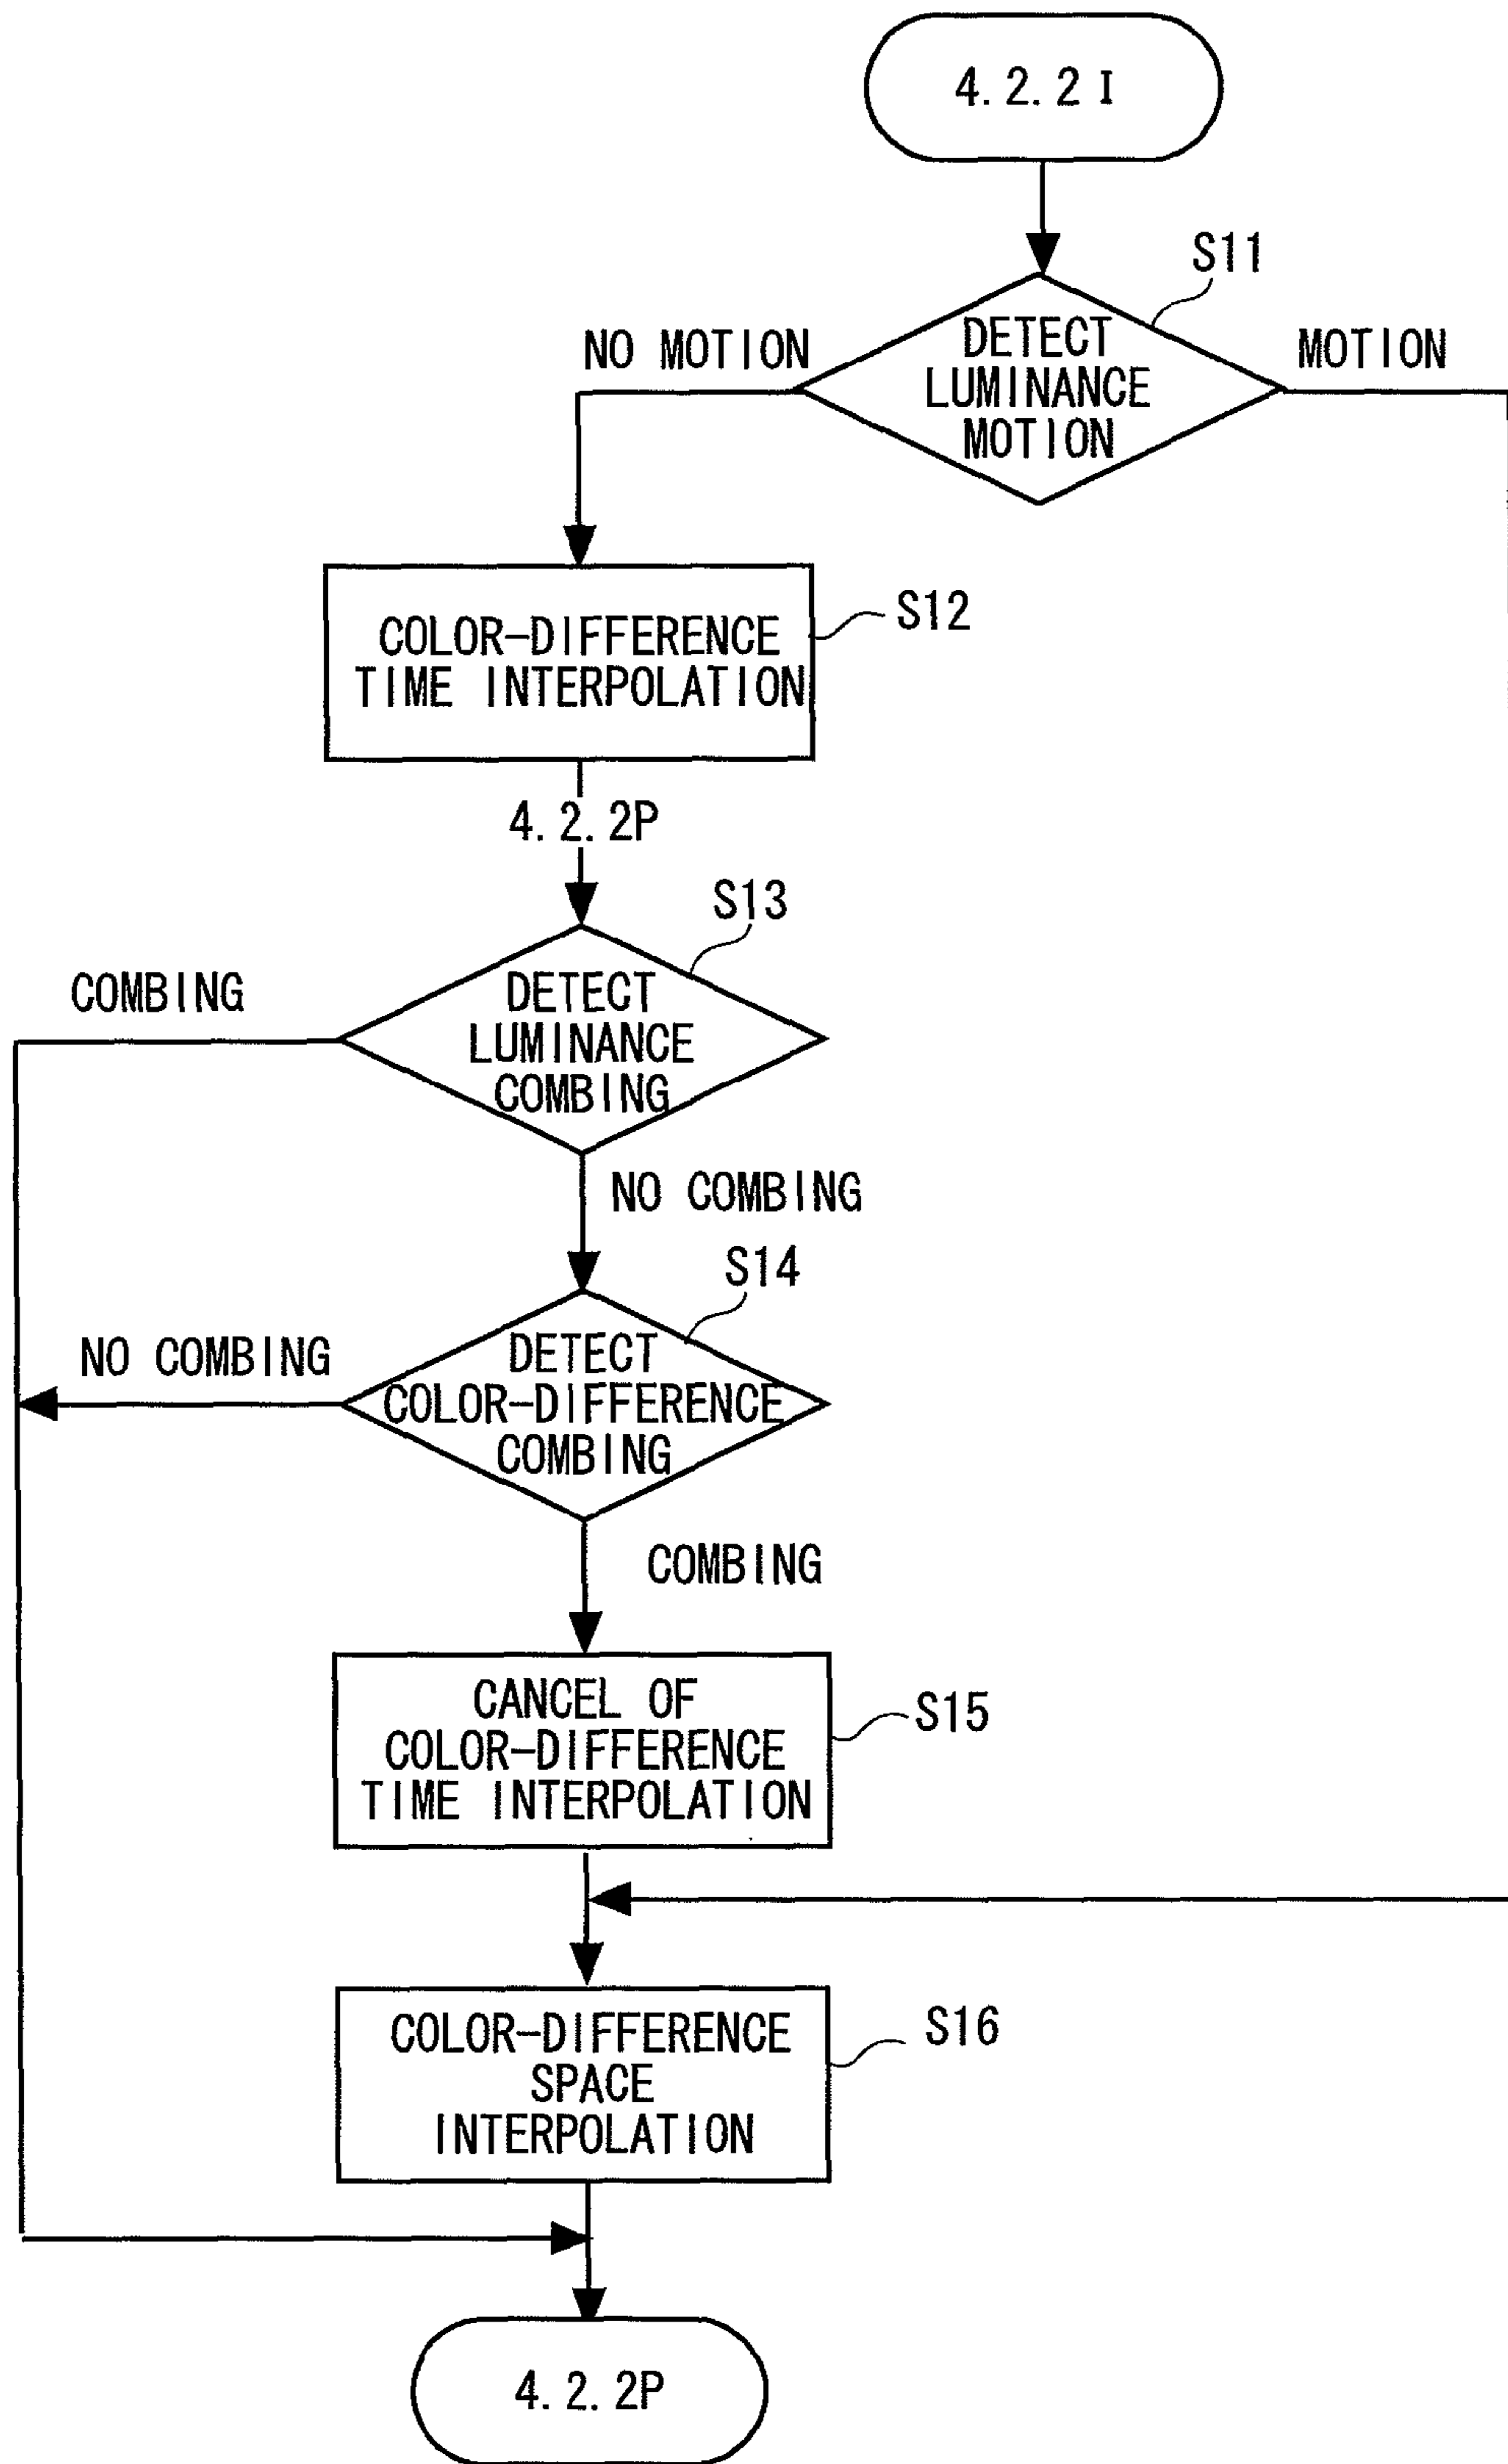 4.2.2 I
S11
NO MOTION
DETECT
LUMINANCE
MOTION
MOTION
COLOR-DIFFERENCE
TIME INTERPOLATION
S12
4.2.2P
S13
COMBING
DETECT
LUMINANCE
COMBING
NO COMBING
S14
NO COMBING
DETECT
COLOR-DIFFERENCE
COMBING
COMBING
CANCEL OF
COLOR-DIFFERENCE
TIME INTERPOLATION
S15
COLOR-DIFFERENCE
SPACE
INTERPOLATION
S16
4.2.2P